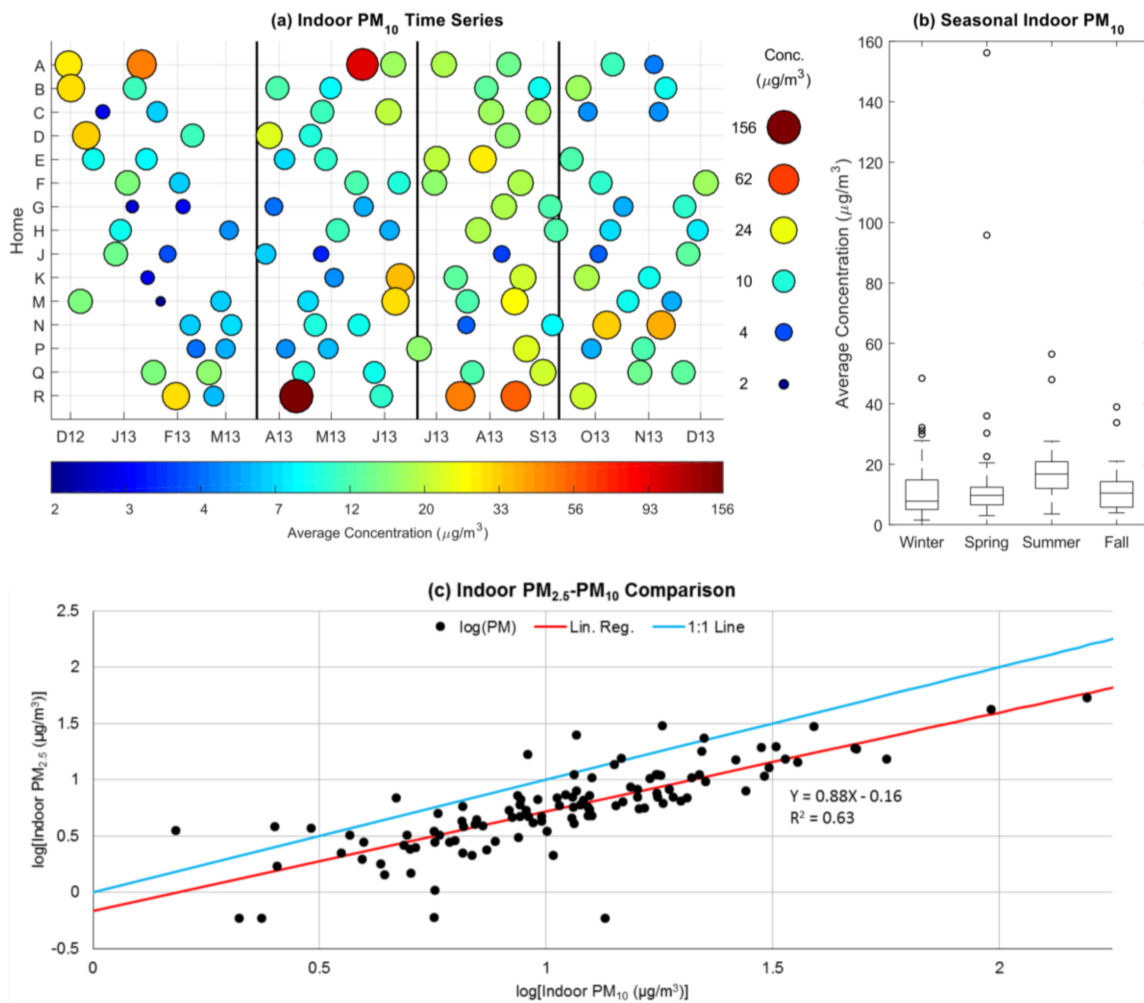 (a) Indoor PM10 Time Series
Conc.
(μg/m3)
156
62
24
10
4
2
Home
A
B
C
D
E
F
G
H
J
K
M
N
P
Q
R
D12 J13 F13 M13 A13 M13 J13 J13 A13 S13 O13 N13 D13
2 3 4 7 12 20 33 56 93 156
Average Concentration (μg/m3)
(b) Seasonal Indoor PM10
Average Concentration (μg/m3)
160
140
120
100
80
60
40
20
0
Winter Spring Summer Fall
(c) Indoor PM2.5-PM10 Comparison
log(PM) Lin. Reg. 1:1 Line
log[Indoor PM2.5 (μg/m3)]
2.5
2
1.5
1
0.5
0
-0.5
Y = 0.88X - 0.16
R2 = 0.63
0 0.5 1 1.5 2
log[Indoor PM10 (μg/m3)]